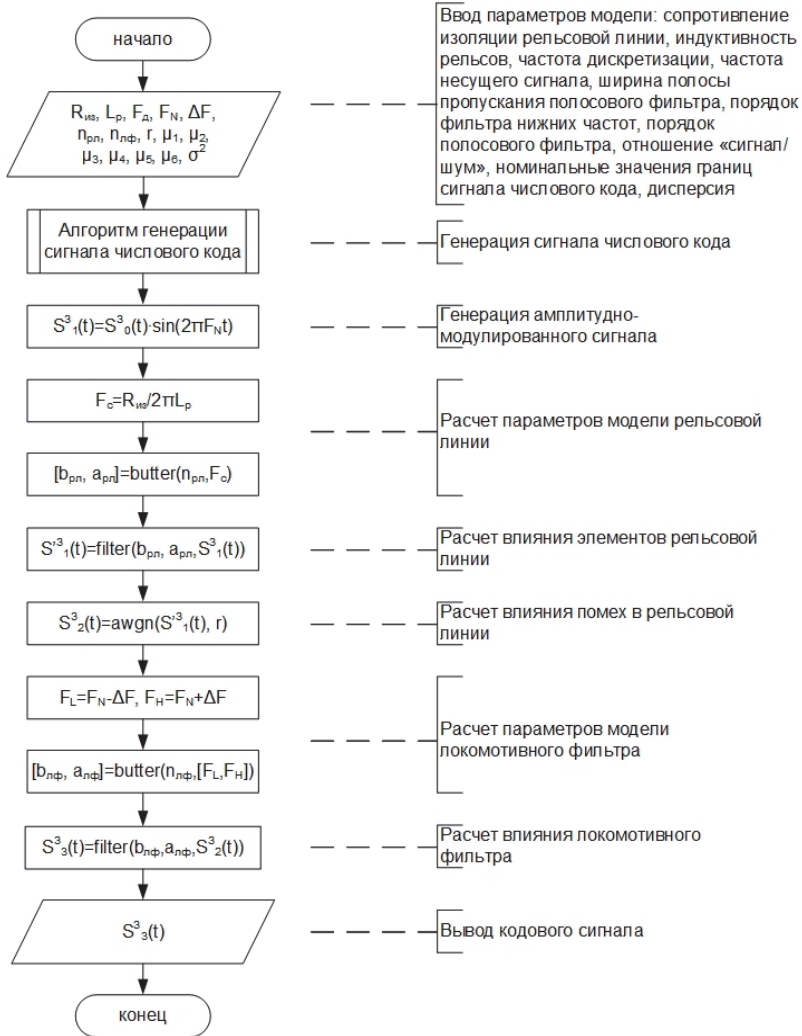 начало
Ввод параметров модели: сопротивление
изоляции рельсовой линии, индуктивность
рельсов, частота дискретизации, частота
несущего сигнала, ширина полосы
пропускания полосового фильтра, порядок
фильтра нижних частот, порядок
полосового фильтра, отношение «сигнал/
шум», номинальные значения границ
сигнала числового кода, дисперсия
Rиз, Lр, Fд, FN, ΔF,
nрл, nлф, r, μ1, μ2,
μ3, μ4, μ5, μ6, σ²
Алгоритм генерации
сигнала числового кода
Генерация сигнала числового кода
S³₁(t)=S³₀(t)·sin(2πFNt)
Генерация амплитудно-
модулированного сигнала
Fc=Rиз/2πLр
Расчет параметров модели рельсовой
линии
[bрл, aрл]=butter(nрл,Fc)
S'³₁(t)=filter(bрл, aрл,S³₁(t))
Расчет влияния элементов рельсовой
линии
S³₂(t)=awgn(S'³₁(t), r)
Расчет влияния помех в рельсовой
линии
FL=FN-ΔF, FH=FN+ΔF
Расчет параметров модели
локомотивного фильтра
[bлф, aлф]=butter(nлф,[FL,FH])
S³₃(t)=filter(bлф,aлф,S³₂(t))
Расчет влияния локомотивного
фильтра
S³₃(t)
Вывод кодового сигнала
конец